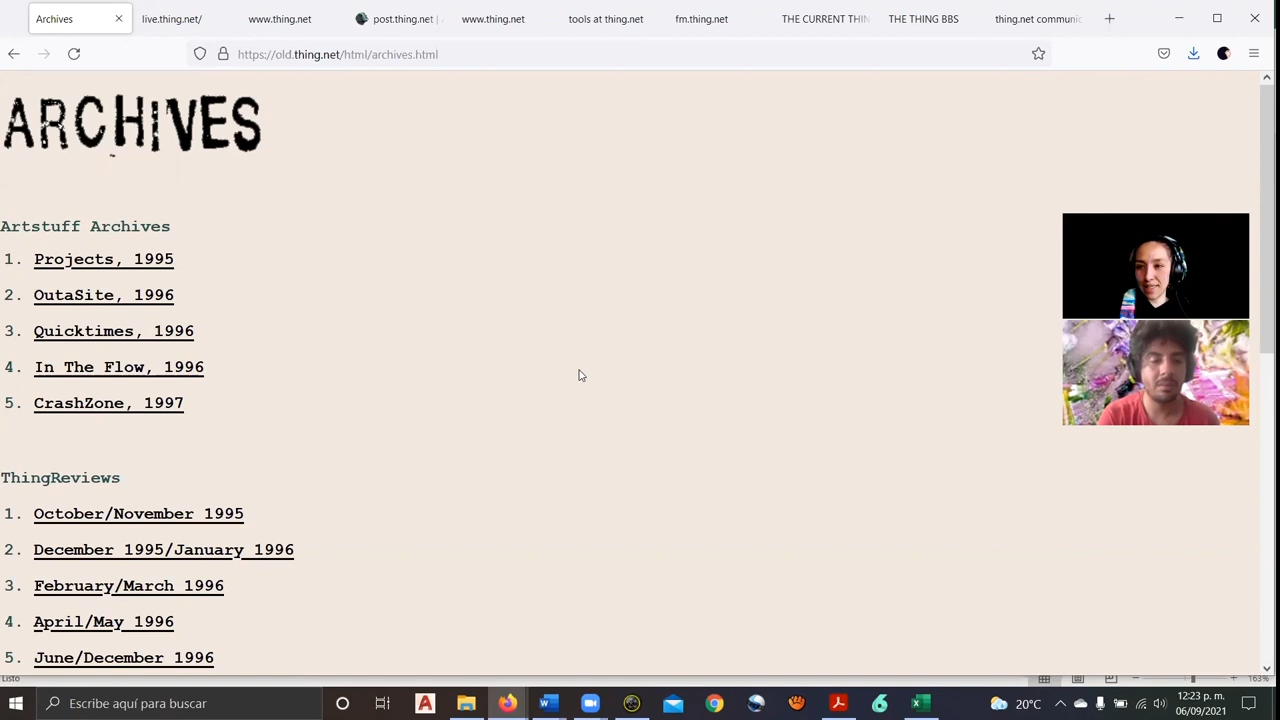 Archives
live.thing.net/
www.thing.net
post.thing.net |
www.thing.net
tools at thing.net
fm.thing.net
THE CURRENT THIN
THE THING BBS
thing.net communic
https://old.thing.net/html/archives.html
ARCHIVES
Artstuff Archives
1. Projects, 1995
2. OutaSite, 1996
3. Quicktimes, 1996
4. In The Flow, 1996
5. CrashZone, 1997
ThingReviews
1. October/November 1995
2. December 1995/January 1996
3. February/March 1996
4. April/May 1996
5. June/December 1996
Listo
163%
Escribe aquí para buscar
20°C
12:23 p. m.
06/09/2021